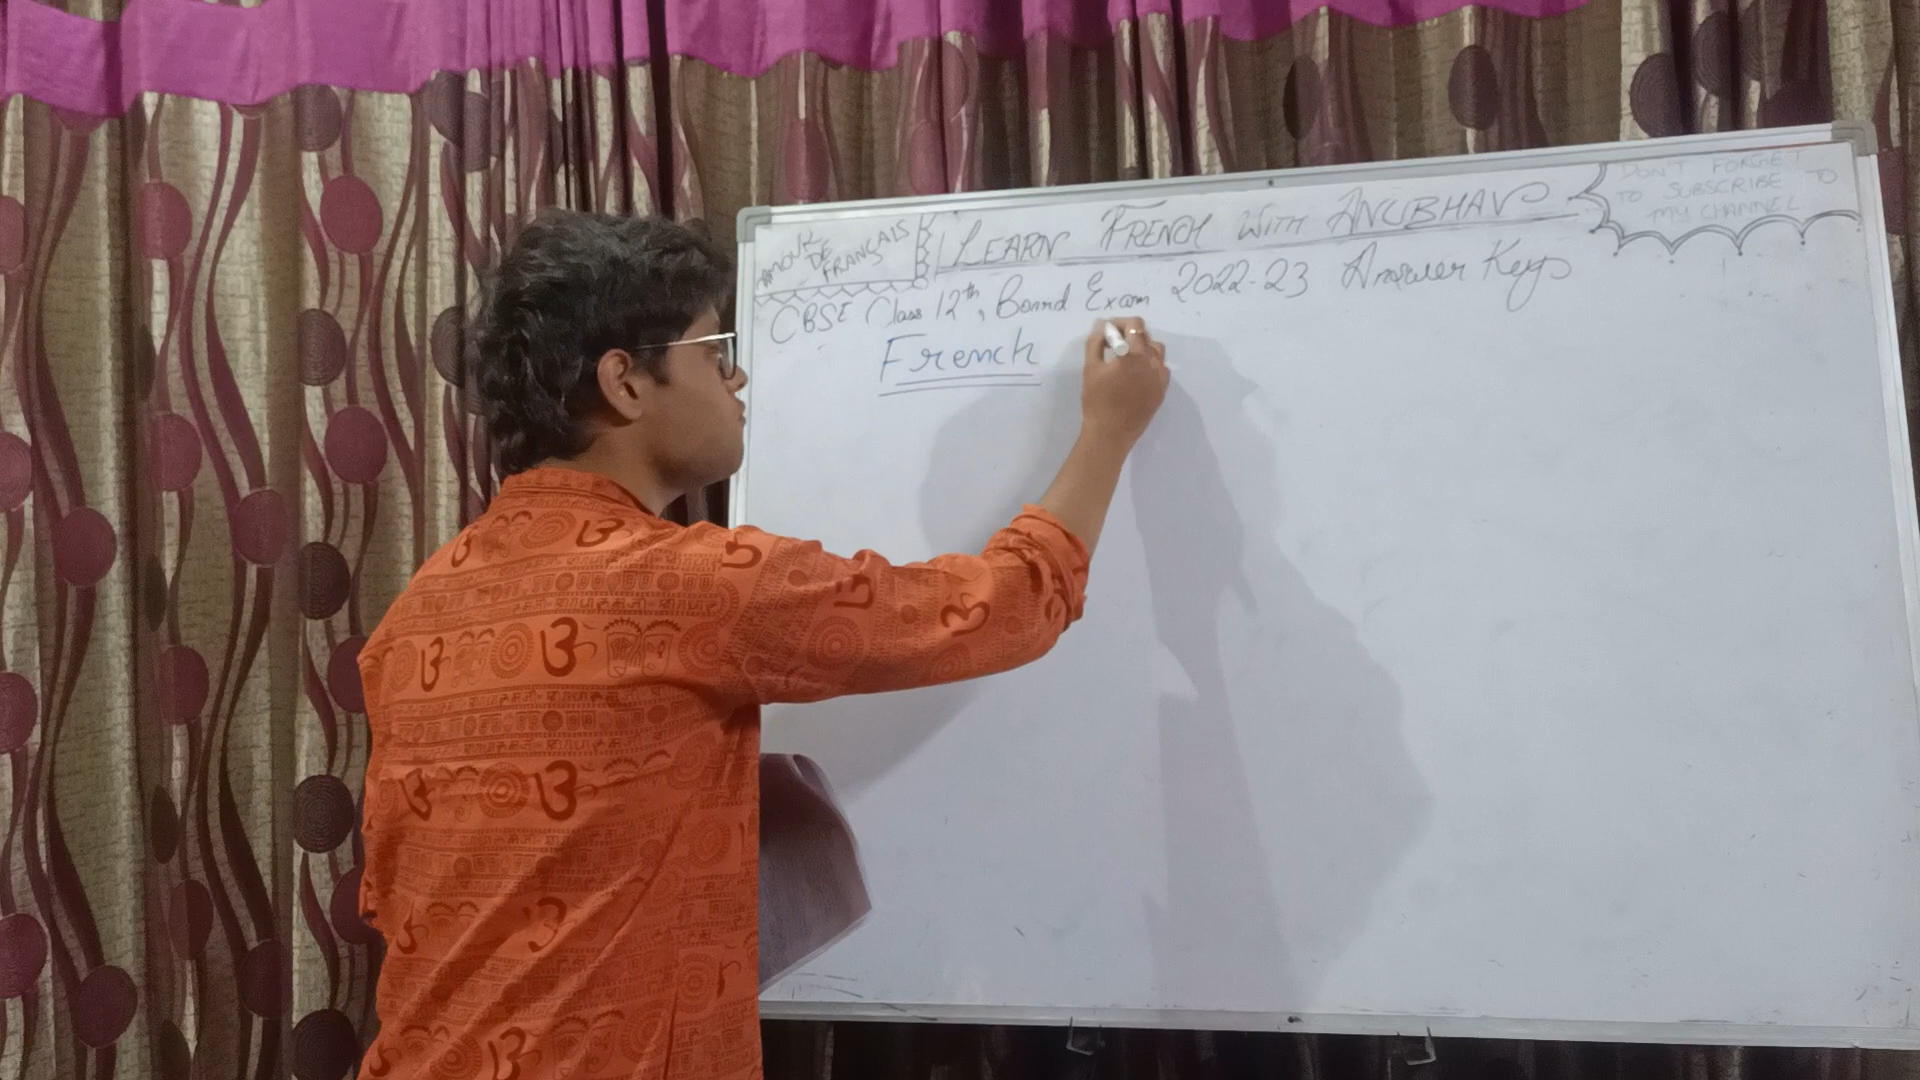 AMOUR
DE
FRANÇAIS
LEARN FRENCH WITH ANUBHAV
DON'T FORGET
TO SUBSCRIBE TO
MY CHANNEL
CBSE Class 12th, Board Exam 2022-23 Answer Keys
French